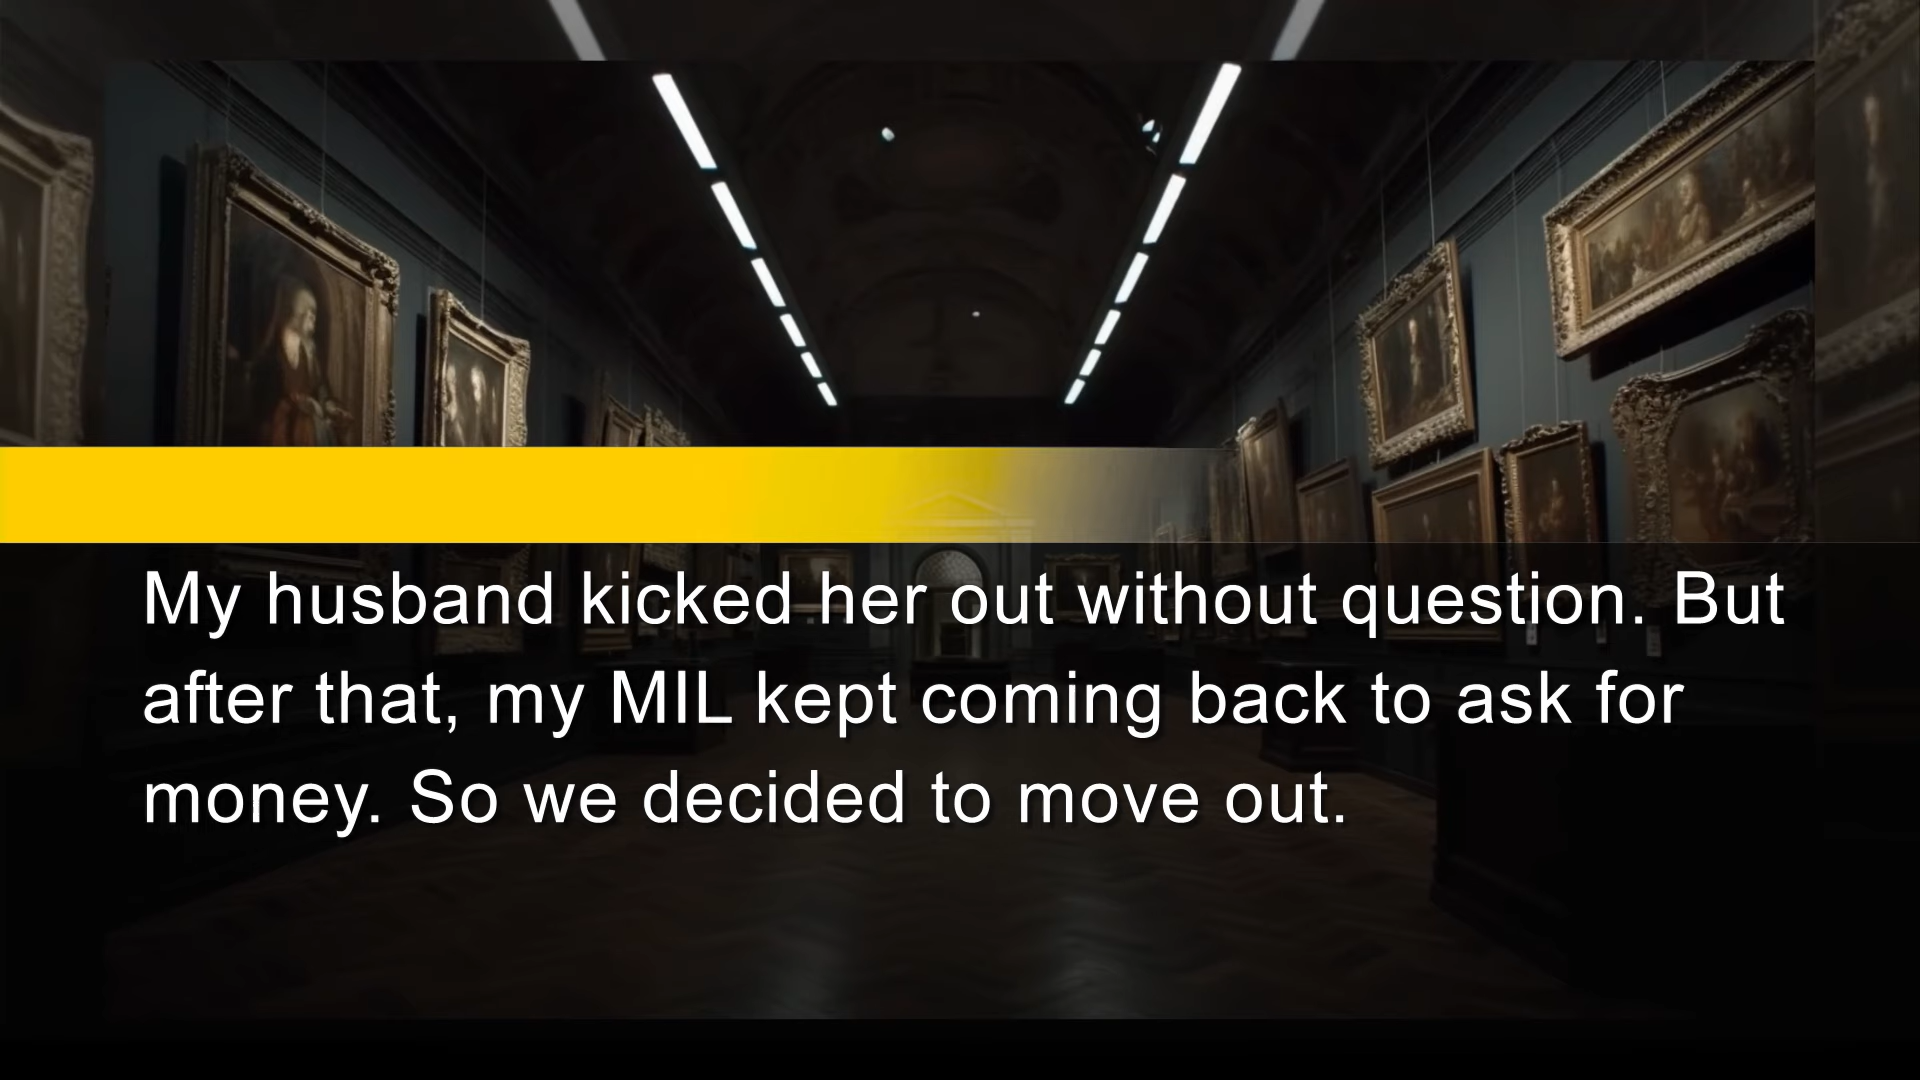 My husband kicked her out without question. But
after that, my MIL kept coming back to ask for
money. So we decided to move out.